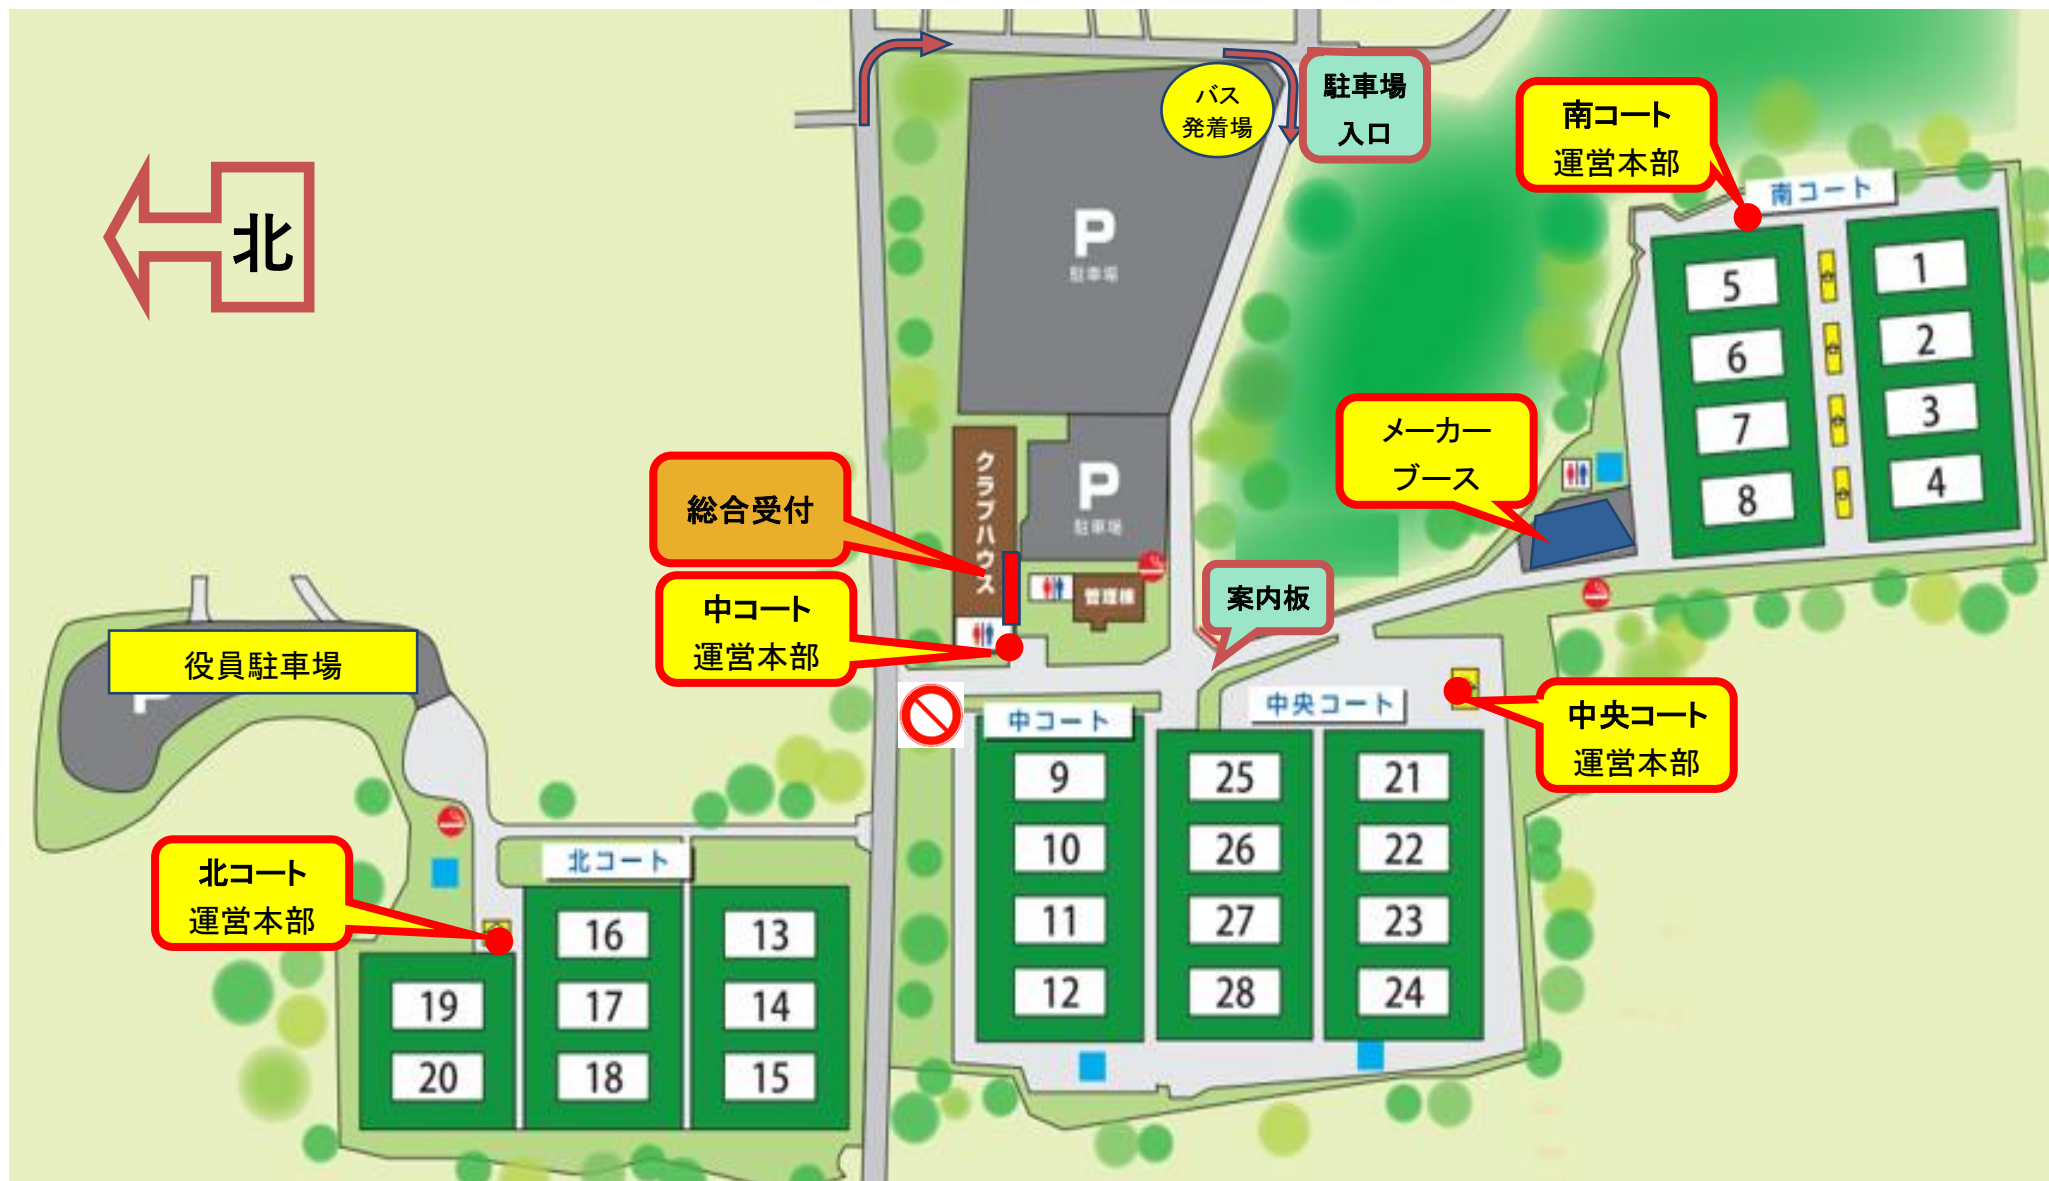 バス
発着場
駐車場
入口
南コート
運営本部
南コート
北
P
駐車場
5
1
6
2
7
3
8
4
メーカー
ブース
総合受付
クラブハウス
P
駐車場
管理棟
案内板
中コート
運営本部
役員駐車場
P
中コート
中央コート
中央コート
運営本部
9
25
21
10
26
22
11
27
23
12
28
24
北コート
運営本部
北コート
16
13
19
17
14
20
18
15